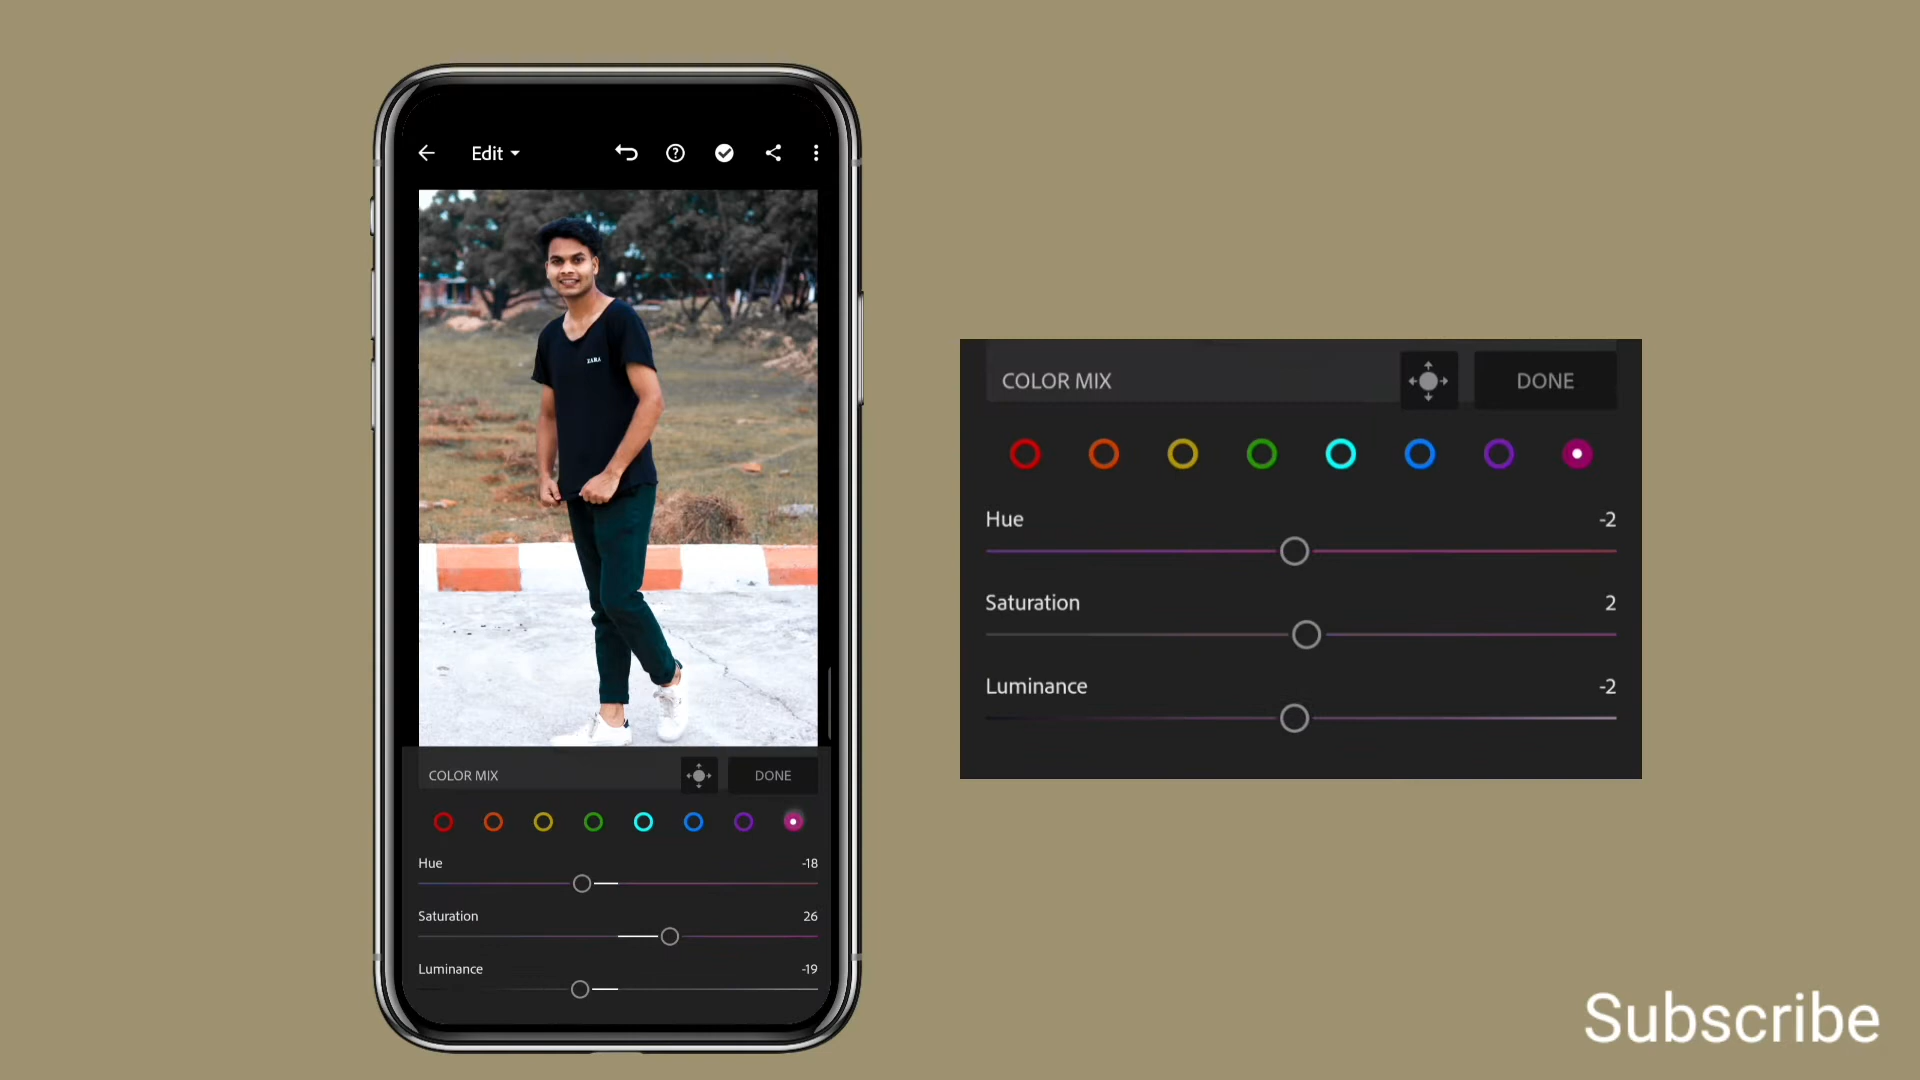 Edit
ZARA
COLOR MIX
DONE
Hue -18
Saturation 26
Luminance -19
COLOR MIX
DONE
Hue -2
Saturation 2
Luminance -2
Subscribe